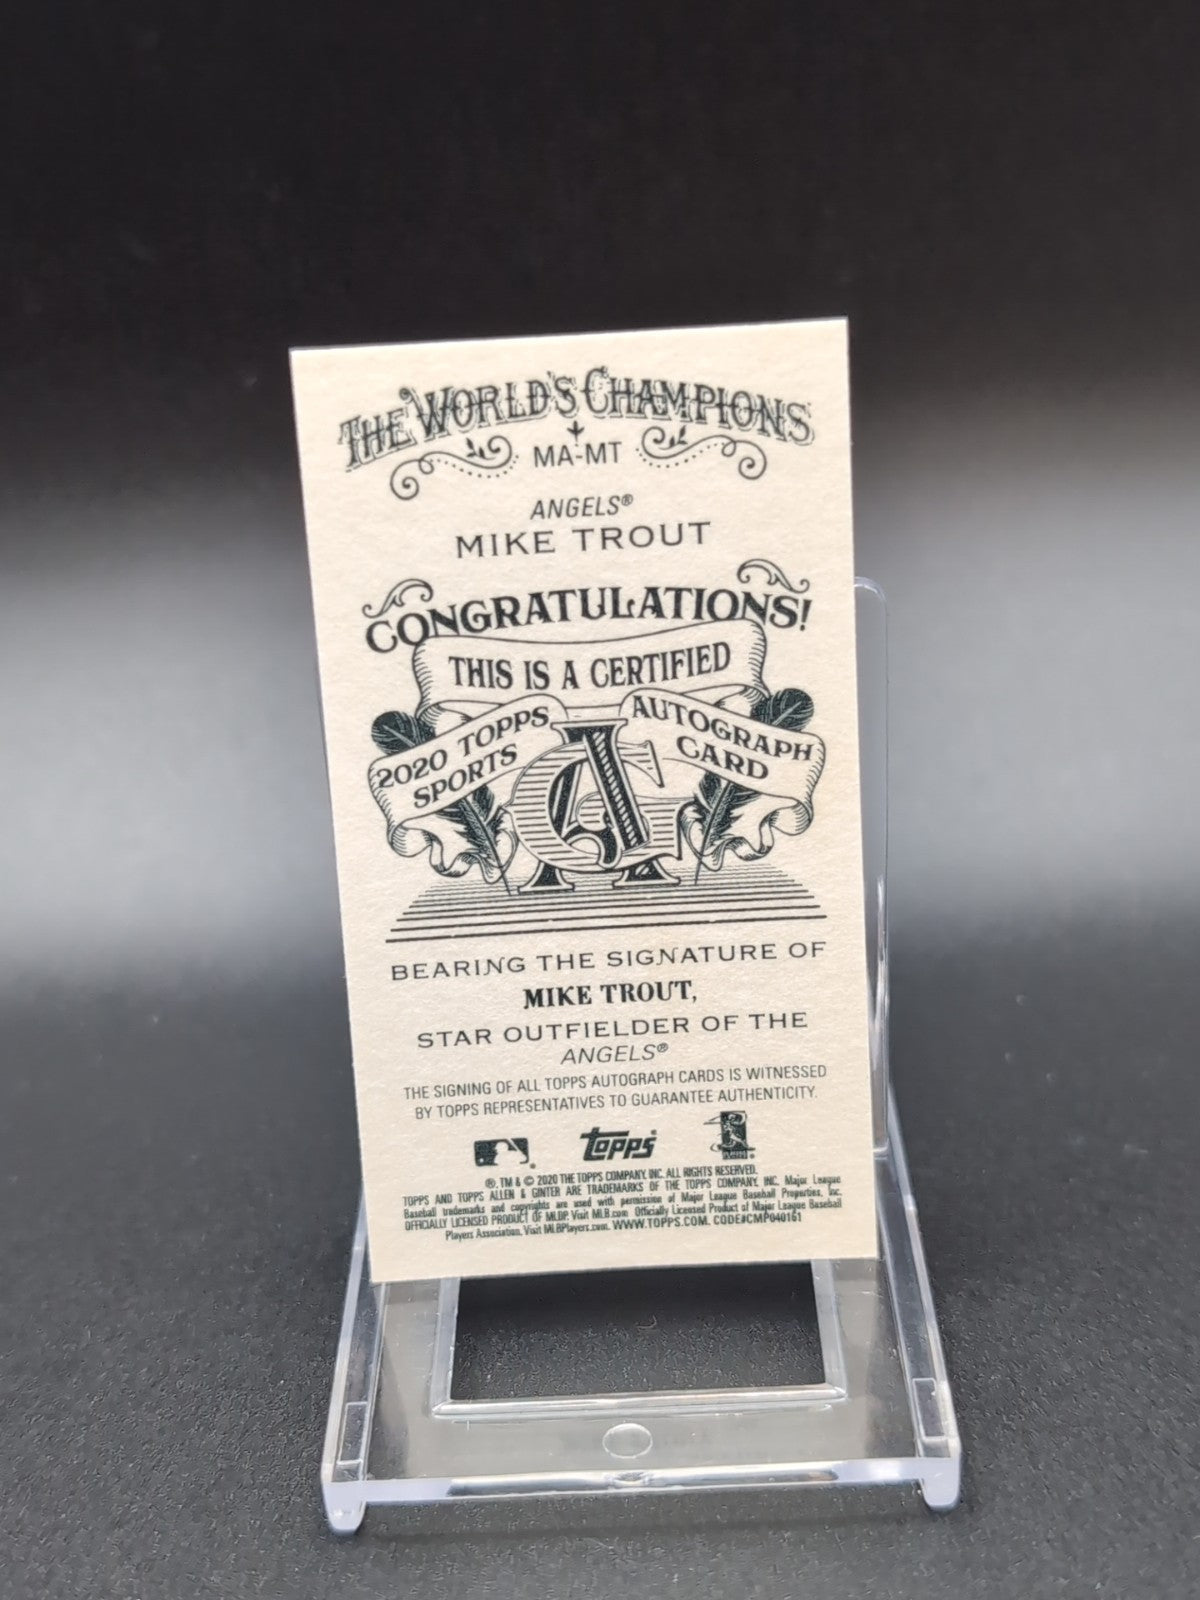 THE WORLD'S CHAMPIONS
MA-MT
ANGELS®
MIKE TROUT
CONGRATULATIONS!
THIS IS A CERTIFIED
2020 TOPPS
SPORTS
AUTOGRAPH
CARD
BEARING THE SIGNATURE OF
MIKE TROUT,
STAR OUTFIELDER OF THE
ANGELS®
THE SIGNING OF ALL TOPPS AUTOGRAPH CARDS IS WITNESSED
BY TOPPS REPRESENTATIVES TO GUARANTEE AUTHENTICITY.
topps
®, TM & © 2020 THE TOPPS COMPANY, INC. ALL RIGHTS RESERVED.
TOPPS AND TOPPS ALLEN & GINTER ARE TRADEMARKS OF THE TOPPS COMPANY, INC. Major League
Baseball trademarks and copyrights are used with permission of Major League Baseball Properties, Inc.
OFFICIALLY LICENSED PRODUCT OF MLBP. Visit MLB.com Officially Licensed Product of Major League Baseball
Players Association. Visit MLBPlayers.com. WWW.TOPPS.COM. CODE#CMP040161